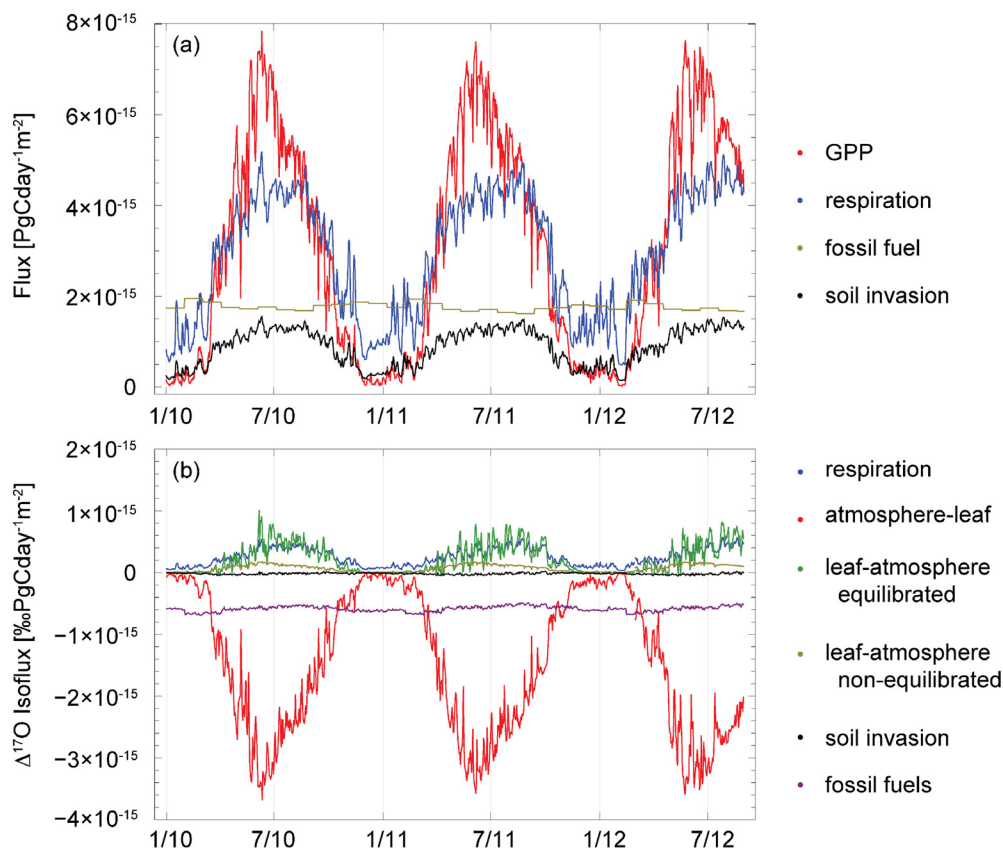 (a)
Flux [PgCday⁻¹m⁻²]
8×10⁻¹⁵
6×10⁻¹⁵
4×10⁻¹⁵
2×10⁻¹⁵
0
1/10 7/10 1/11 7/11 1/12 7/12
GPP
respiration
fossil fuel
soil invasion
(b)
Δ¹⁷O Isoflux [‰PgCday⁻¹m⁻²]
2×10⁻¹⁵
1×10⁻¹⁵
0
−1×10⁻¹⁵
−2×10⁻¹⁵
−3×10⁻¹⁵
−4×10⁻¹⁵
1/10 7/10 1/11 7/11 1/12 7/12
respiration
atmosphere-leaf
leaf-atmosphere
equilibrated
leaf-atmosphere
non-equilibrated
soil invasion
fossil fuels